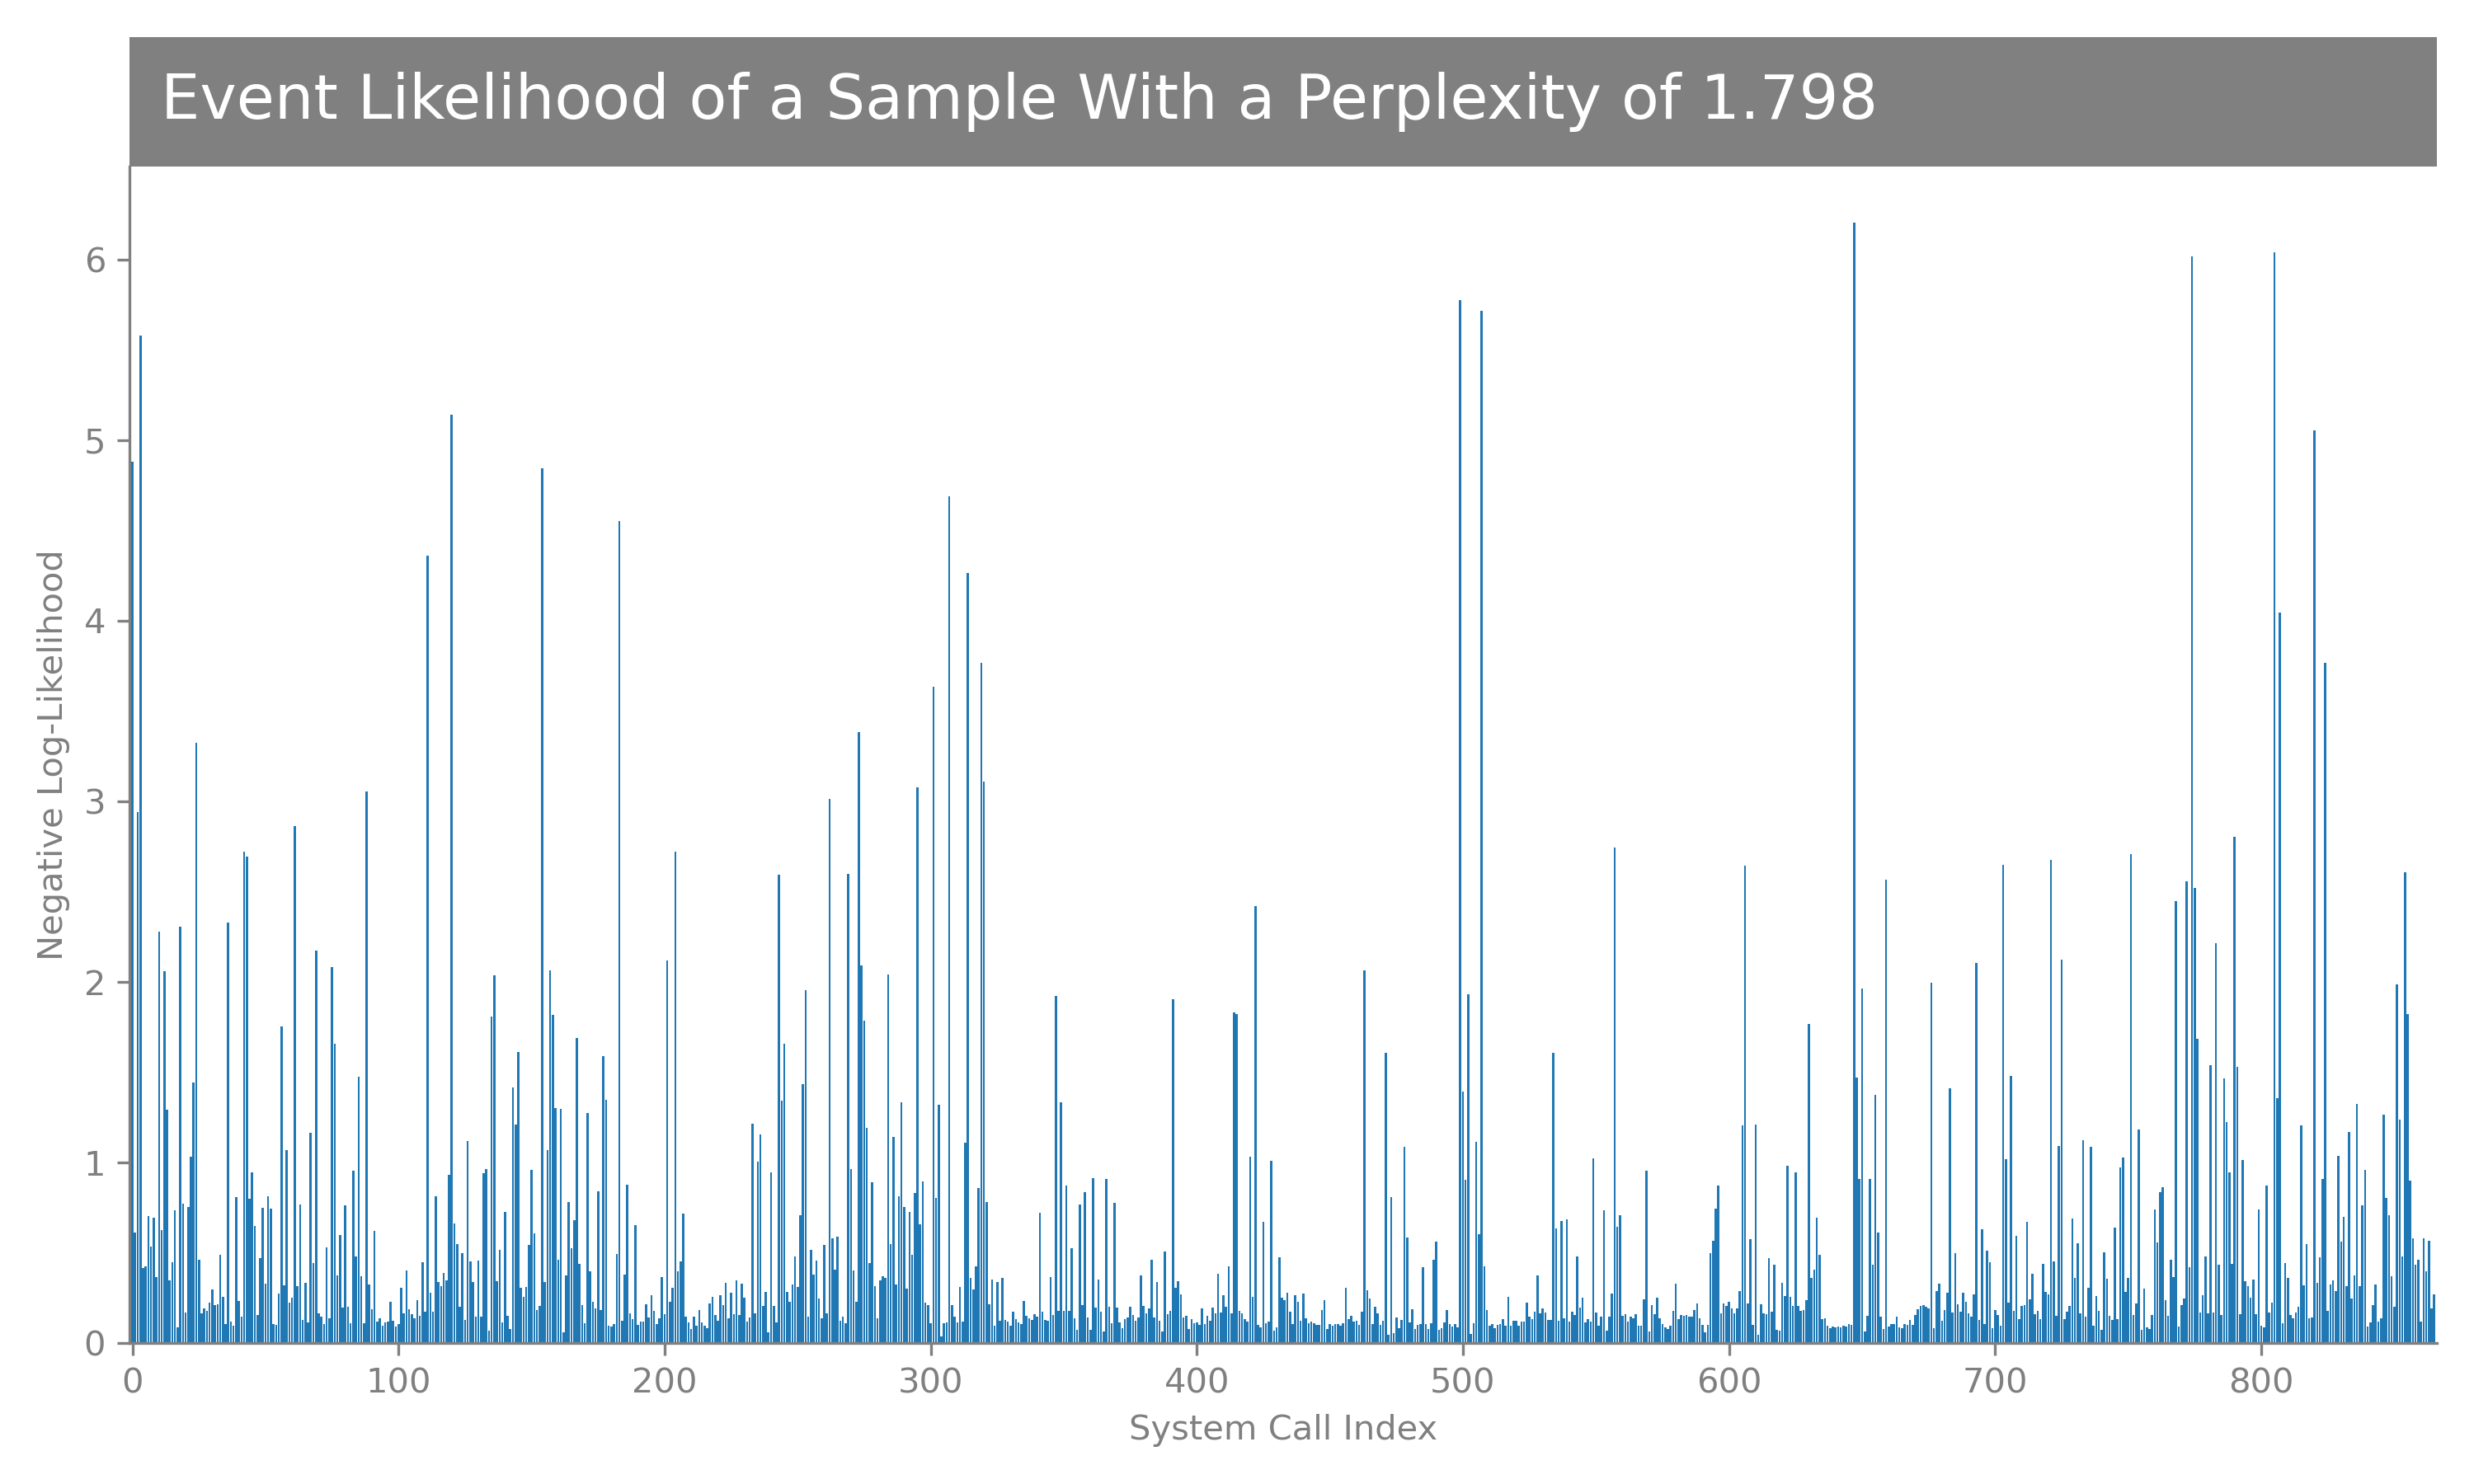 Event Likelihood of a Sample With a Perplexity of 1.798
Negative Log-Likelihood
6
5
4
3
2
1
0
0 100 200 300 400 500 600 700 800
System Call Index